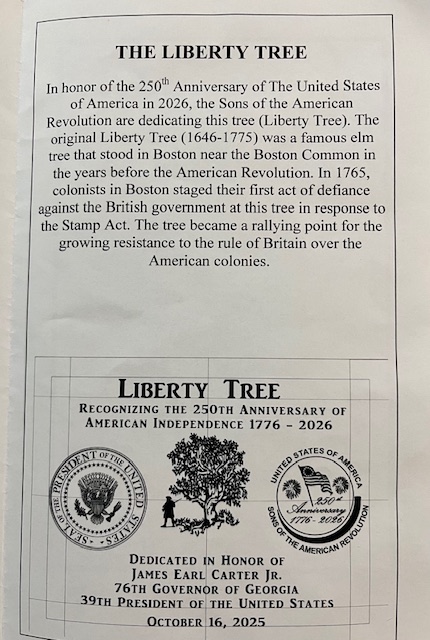 THE LIBERTY TREE
In honor of the 250th Anniversary of The United States
of America in 2026, the Sons of the American
Revolution are dedicating this tree (Liberty Tree). The
original Liberty Tree (1646-1775) was a famous elm
tree that stood in Boston near the Boston Common in
the years before the American Revolution. In 1765,
colonists in Boston staged their first act of defiance
against the British government at this tree in response to
the Stamp Act. The tree became a rallying point for the
growing resistance to the rule of Britain over the
American colonies.
LIBERTY TREE
RECOGNIZING THE 250TH ANNIVERSARY OF
AMERICAN INDEPENDENCE 1776 – 2026
SEAL OF THE PRESIDENT OF THE UNITED STATES
UNITED STATES OF AMERICA
250th
Anniversary
1776-2026
SONS OF THE AMERICAN REVOLUTION
DEDICATED IN HONOR OF
JAMES EARL CARTER JR.
76TH GOVERNOR OF GEORGIA
39TH PRESIDENT OF THE UNITED STATES
OCTOBER 16, 2025